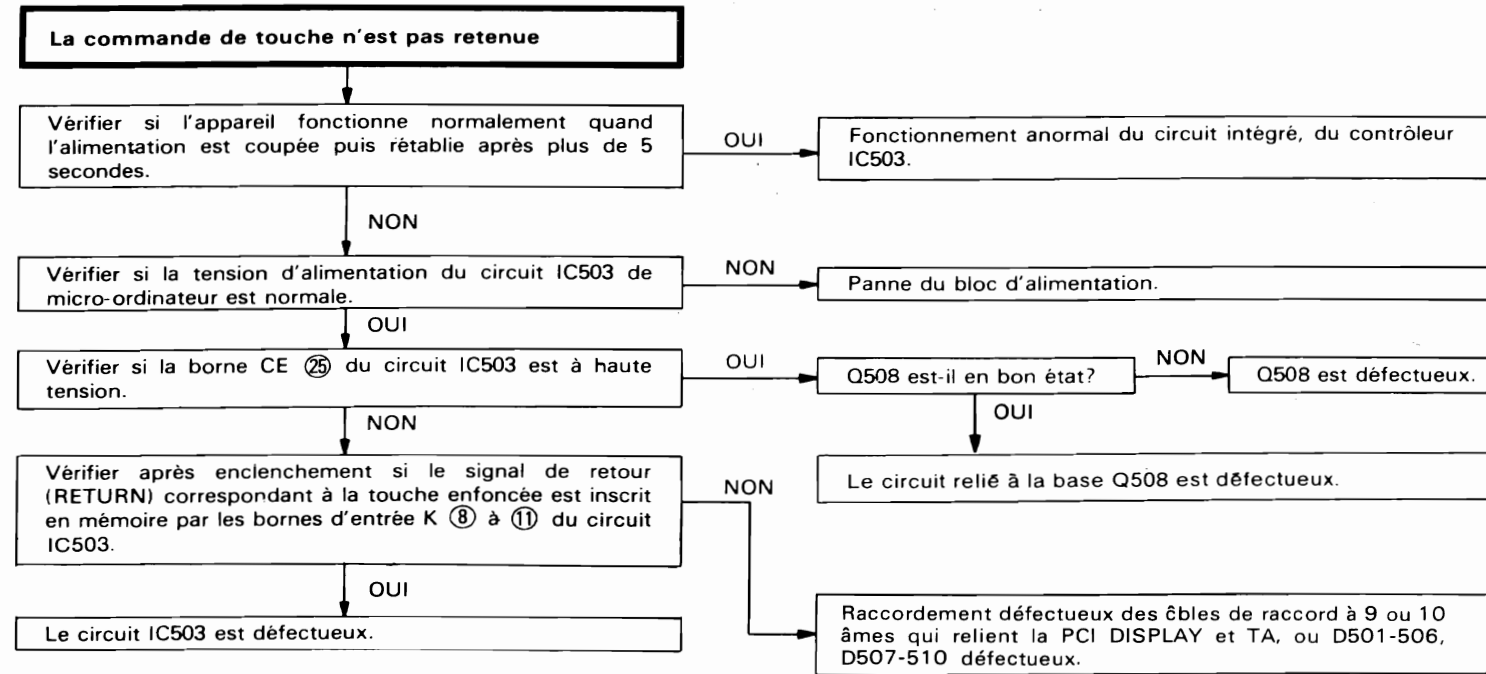 La commande de touche n'est pas retenue
Vérifier si l'appareil fonctionne normalement quand
l'alimentation est coupée puis rétablie après plus de 5
secondes.
OUI
Fonctionnement anormal du circuit intégré, du contrôleur
IC503.
NON
Vérifier si la tension d'alimentation du circuit IC503 de
micro-ordinateur est normale.
NON
Panne du bloc d'alimentation.
OUI
Vérifier si la borne CE ㉕ du circuit IC503 est à haute
tension.
OUI
Q508 est-il en bon état?
NON
Q508 est défectueux.
OUI
Le circuit relié à la base Q508 est défectueux.
NON
Vérifier après enclenchement si le signal de retour
(RETURN) correspondant à la touche enfoncée est inscrit
en mémoire par les bornes d'entrée K ⑧ à ⑪ du circuit
IC503.
NON
OUI
Le circuit IC503 est défectueux.
Raccordement défectueux des câbles de raccord à 9 ou 10
âmes qui relient la PCI DISPLAY et TA, ou D501-506,
D507-510 défectueux.